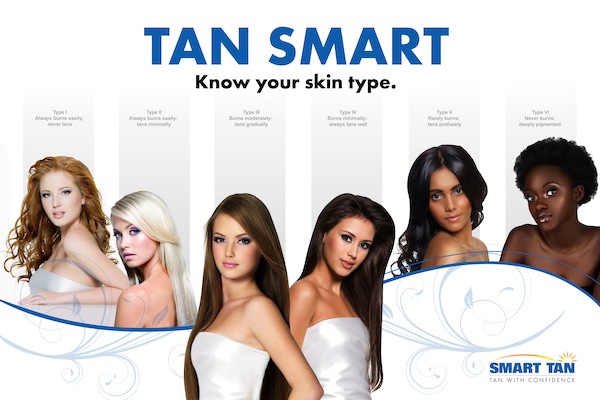 TAN SMART
Know your skin type.
Type I
Always burns easily;
never tans
Type II
Always burns easily;
tans minimally
Type III
Burns moderately;
tans gradually
Type IV
Burns minimally;
always tans well
Type V
Rarely burns;
tans profusely
Type VI
Never burns;
deeply pigmented.
SMART TAN
TAN WITH CONFIDENCE